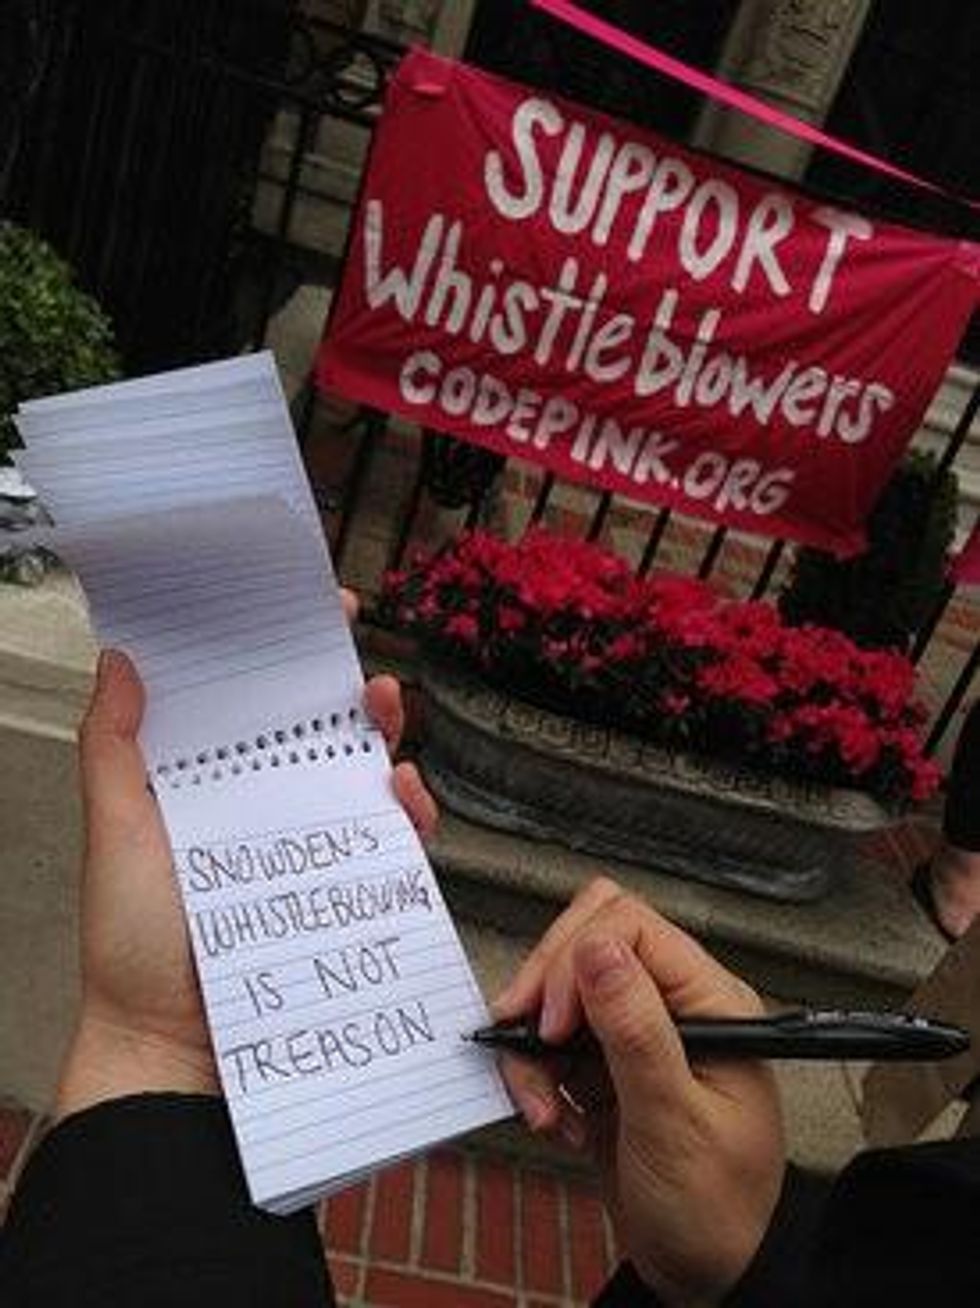 SUPPORT
Whistleblowers
CODEPINK.ORG
SNOWDEN'S
WHISTLEBLOWING
IS NOT
TREASON